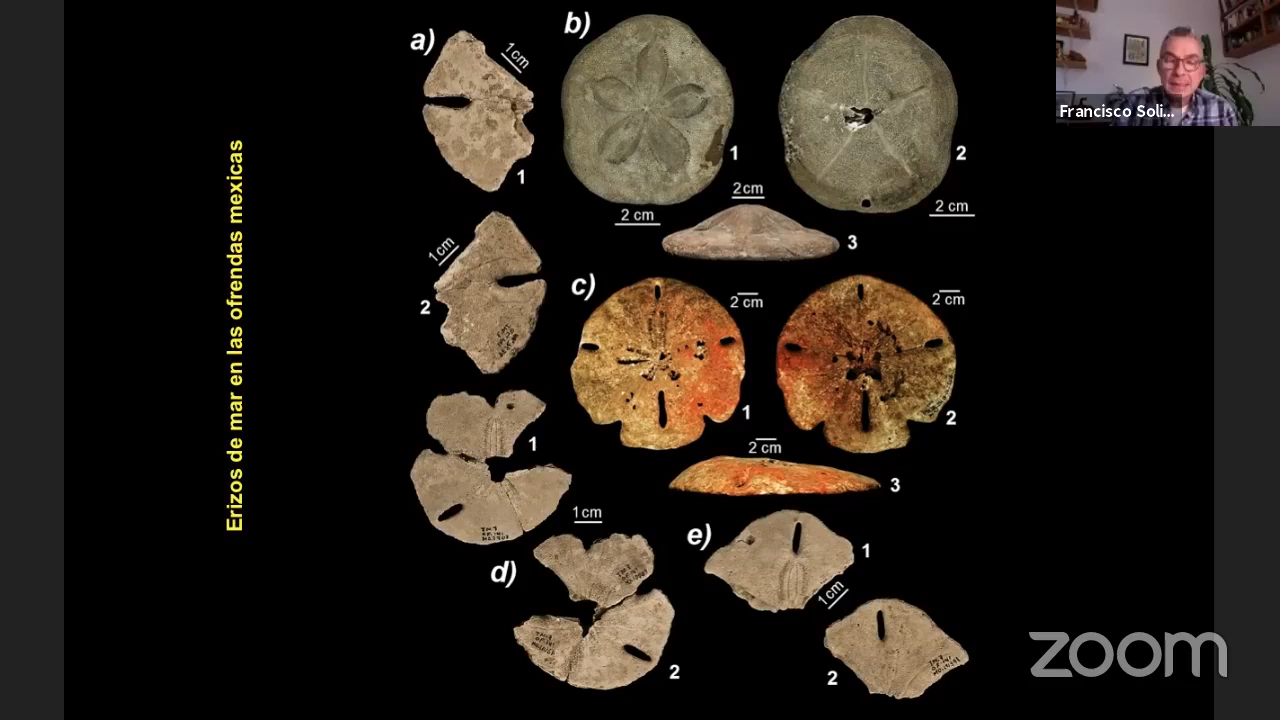 Erizos de mar en las ofrendas mexicas
a)
1cm
1
1cm
2
b)
1
2 cm
2
2 cm
2cm
3
c)
2 cm
1
2 cm
2
2 cm
3
1
1cm
d)
2
e)
1
1cm
2
Francisco Soli...
zoom